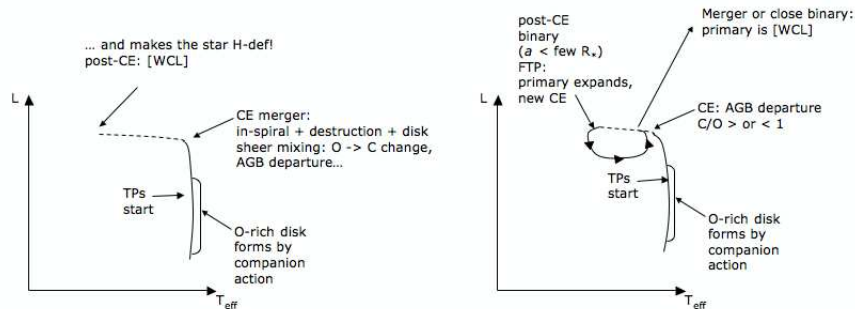 ... and makes the star H-def!
post-CE: [WCL]
L
CE merger:
in-spiral + destruction + disk
sheer mixing: O -> C change,
AGB departure...
TPs
start
O-rich disk
forms by
companion
action
Teff
post-CE
binary
(a < few R*)
FTP:
primary expands,
new CE
Merger or close binary:
primary is [WCL]
L
CE: AGB departure
C/O > or < 1
TPs
start
O-rich disk
forms by
companion
action
Teff